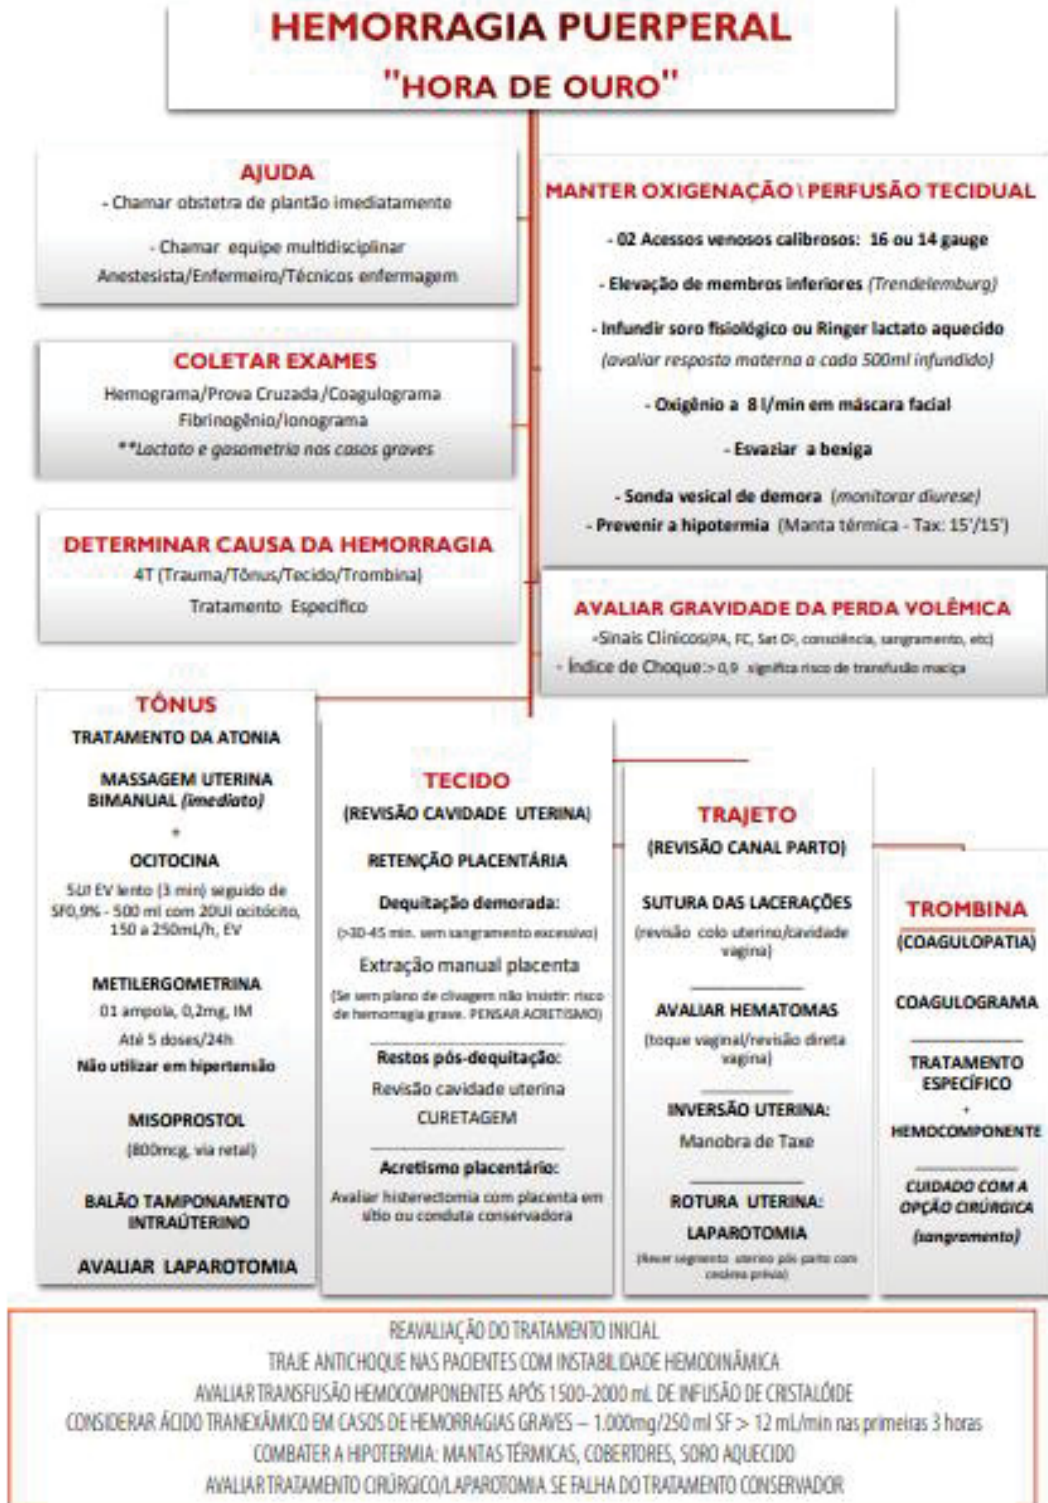 HEMORRAGIA PUERPERAL
"HORA DE OURO"
AJUDA
- Chamar obstetra de plantão imediatamente
- Chamar equipe multidisciplinar
Anestesista/Enfermeiro/Técnicos enfermagem
COLETAR EXAMES
Hemograma/Prova Cruzada/Coagulograma
Fibrinogênio/Ionograma
**Lactato e gasometria nos casos graves
DETERMINAR CAUSA DA HEMORRAGIA
4T (Trauma/Tônus/Tecido/Trombina)
Tratamento Específico
MANTER OXIGENAÇÃO\ PERFUSÃO TECIDUAL
- 02 Acessos venosos calibrosos: 16 ou 14 gauge
- Elevação de membros inferiores (Trendelemburg)
- Infundir soro fisiológico ou Ringer lactato aquecido
(avaliar resposta materna a cada 500ml infundido)
- Oxigênio a 8 l/min em máscara facial
- Esvaziar a bexiga
- Sonda vesical de demora (monitorar diurese)
- Prevenir a hipotermia (Manta térmica - Tax: 15'/15')
AVALIAR GRAVIDADE DA PERDA VOLÊMICA
-Sinais Clínicos(PA, FC, Sat O², consciência, sangramento, etc)
- Índice de Choque:> 0,9 significa risco de transfusão maciça
TÔNUS
TRATAMENTO DA ATONIA
MASSAGEM UTERINA
BIMANUAL (imediato)
+
OCITOCINA
5UI EV lento (3 min) seguido de
SF0,9% - 500 ml com 20UI ocitócito,
150 a 250mL/h, EV
METILERGOMETRINA
01 ampola, 0,2mg, IM
Até 5 doses/24h
Não utilizar em hipertensão
MISOPROSTOL
(800mcg, via retal)
BALÃO TAMPONAMENTO
INTRAÚTERINO
AVALIAR LAPAROTOMIA
TECIDO
(REVISÃO CAVIDADE UTERINA)
RETENÇÃO PLACENTÁRIA
Dequitação demorada:
(>30-45 min. sem sangramento excessivo)
Extração manual placenta
(Se sem plano de clivagem não insistir: risco
de hemorragia grave. PENSAR ACRETISMO)
Restos pós-dequitação:
Revisão cavidade uterina
CURETAGEM
Acretismo placentário:
Avaliar histerectomia com placenta em
sítio ou conduta conservadora
TRAJETO
(REVISÃO CANAL PARTO)
SUTURA DAS LACERAÇÕES
(revisão colo uterino/cavidade
vagina)
AVALIAR HEMATOMAS
(toque vaginal/revisão direta
vagina)
INVERSÃO UTERINA:
Manobra de Taxe
ROTURA UTERINA:
LAPAROTOMIA
(Rever segmento uterino pós parto com
cesárea prévia)
TROMBINA
(COAGULOPATIA)
COAGULOGRAMA
TRATAMENTO
ESPECÍFICO
+
HEMOCOMPONENTE
CUIDADO COM A
OPÇÃO CIRÚRGICA
(sangramento)
REAVALIAÇÃO DO TRATAMENTO INICIAL
TRAJE ANTICHOQUE NAS PACIENTES COM INSTABILIDADE HEMODINÂMICA
AVALIAR TRANSFUSÃO HEMOCOMPONENTES APÓS 1500-2000 mL DE INFUSÃO DE CRISTALÓIDE
CONSIDERAR ÁCIDO TRANEXÂMICO EM CASOS DE HEMORRAGIAS GRAVES – 1.000mg/250 ml SF > 12 mL/min nas primeiras 3 horas
COMBATER A HIPOTERMIA: MANTAS TÉRMICAS, COBERTORES, SORO AQUECIDO
AVALIAR TRATAMENTO CIRÚRGICO/LAPAROTOMIA SE FALHA DO TRATAMENTO CONSERVADOR